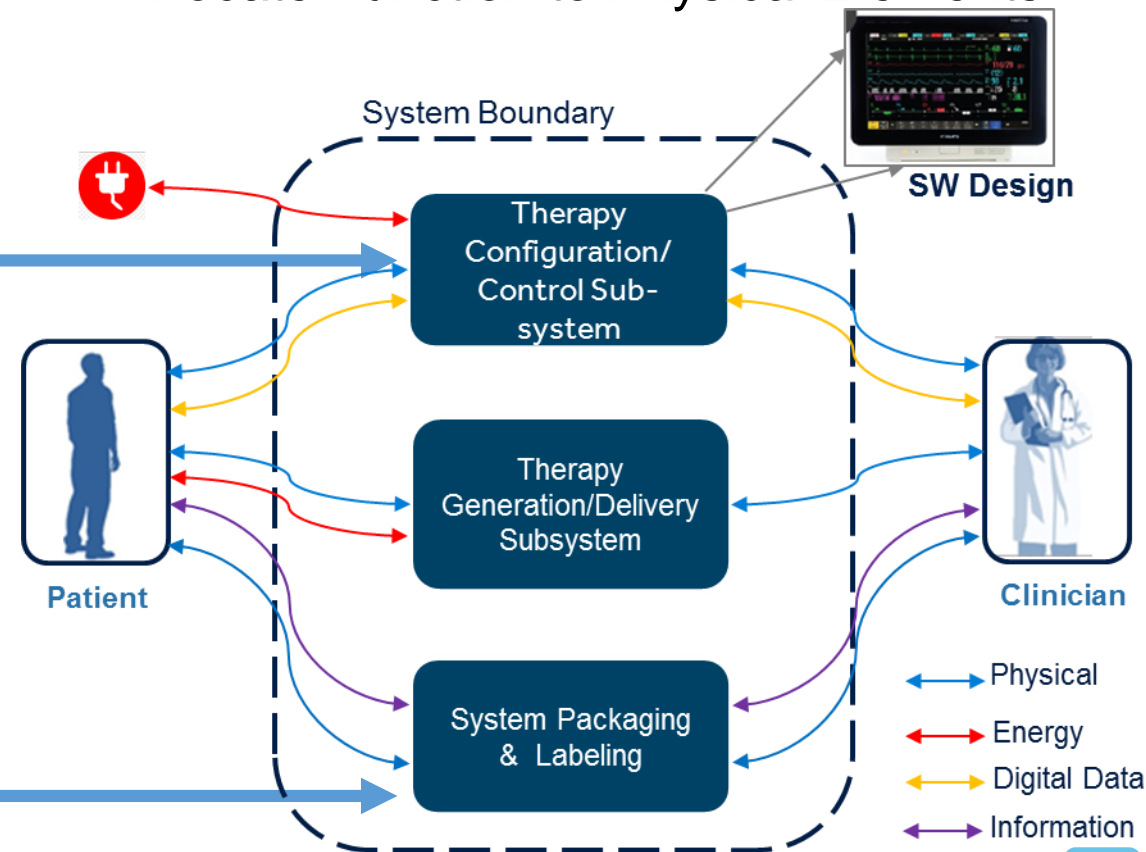 System Boundary
SW Design
Therapy
Configuration/
Control Sub-
system
Therapy
Generation/Delivery
Subsystem
System Packaging
& Labeling
Patient
Clinician
Physical
Energy
Digital Data
Information